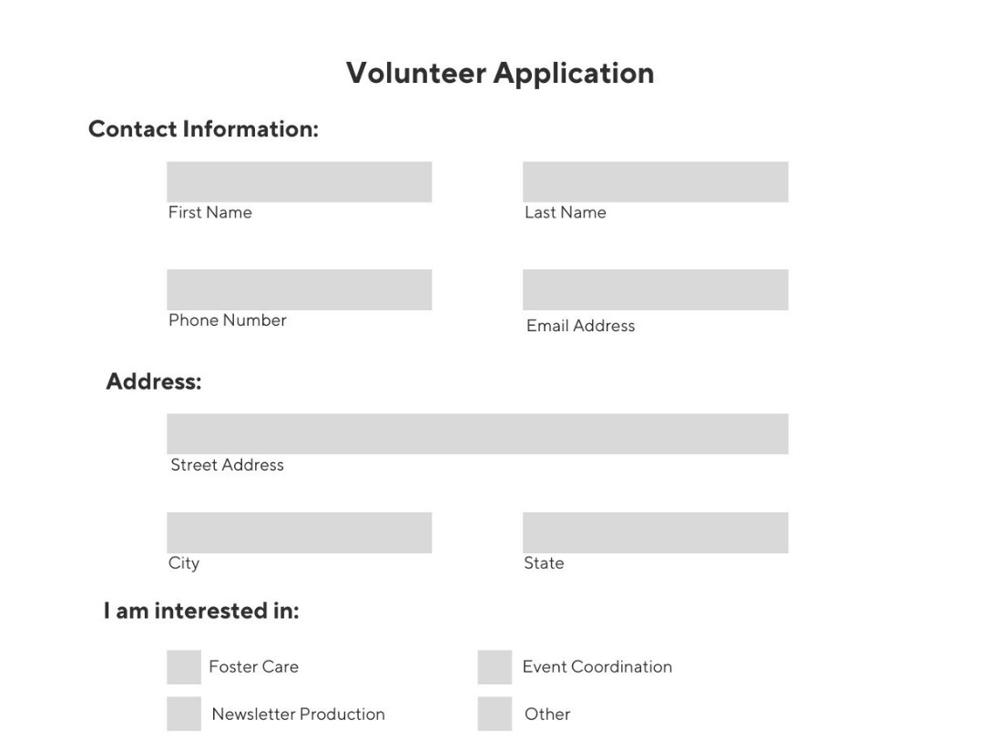 Volunteer Application
Contact Information:
First Name
Last Name
Phone Number
Email Address
Address:
Street Address
City
State
I am interested in:
Foster Care
Event Coordination
Newsletter Production
Other